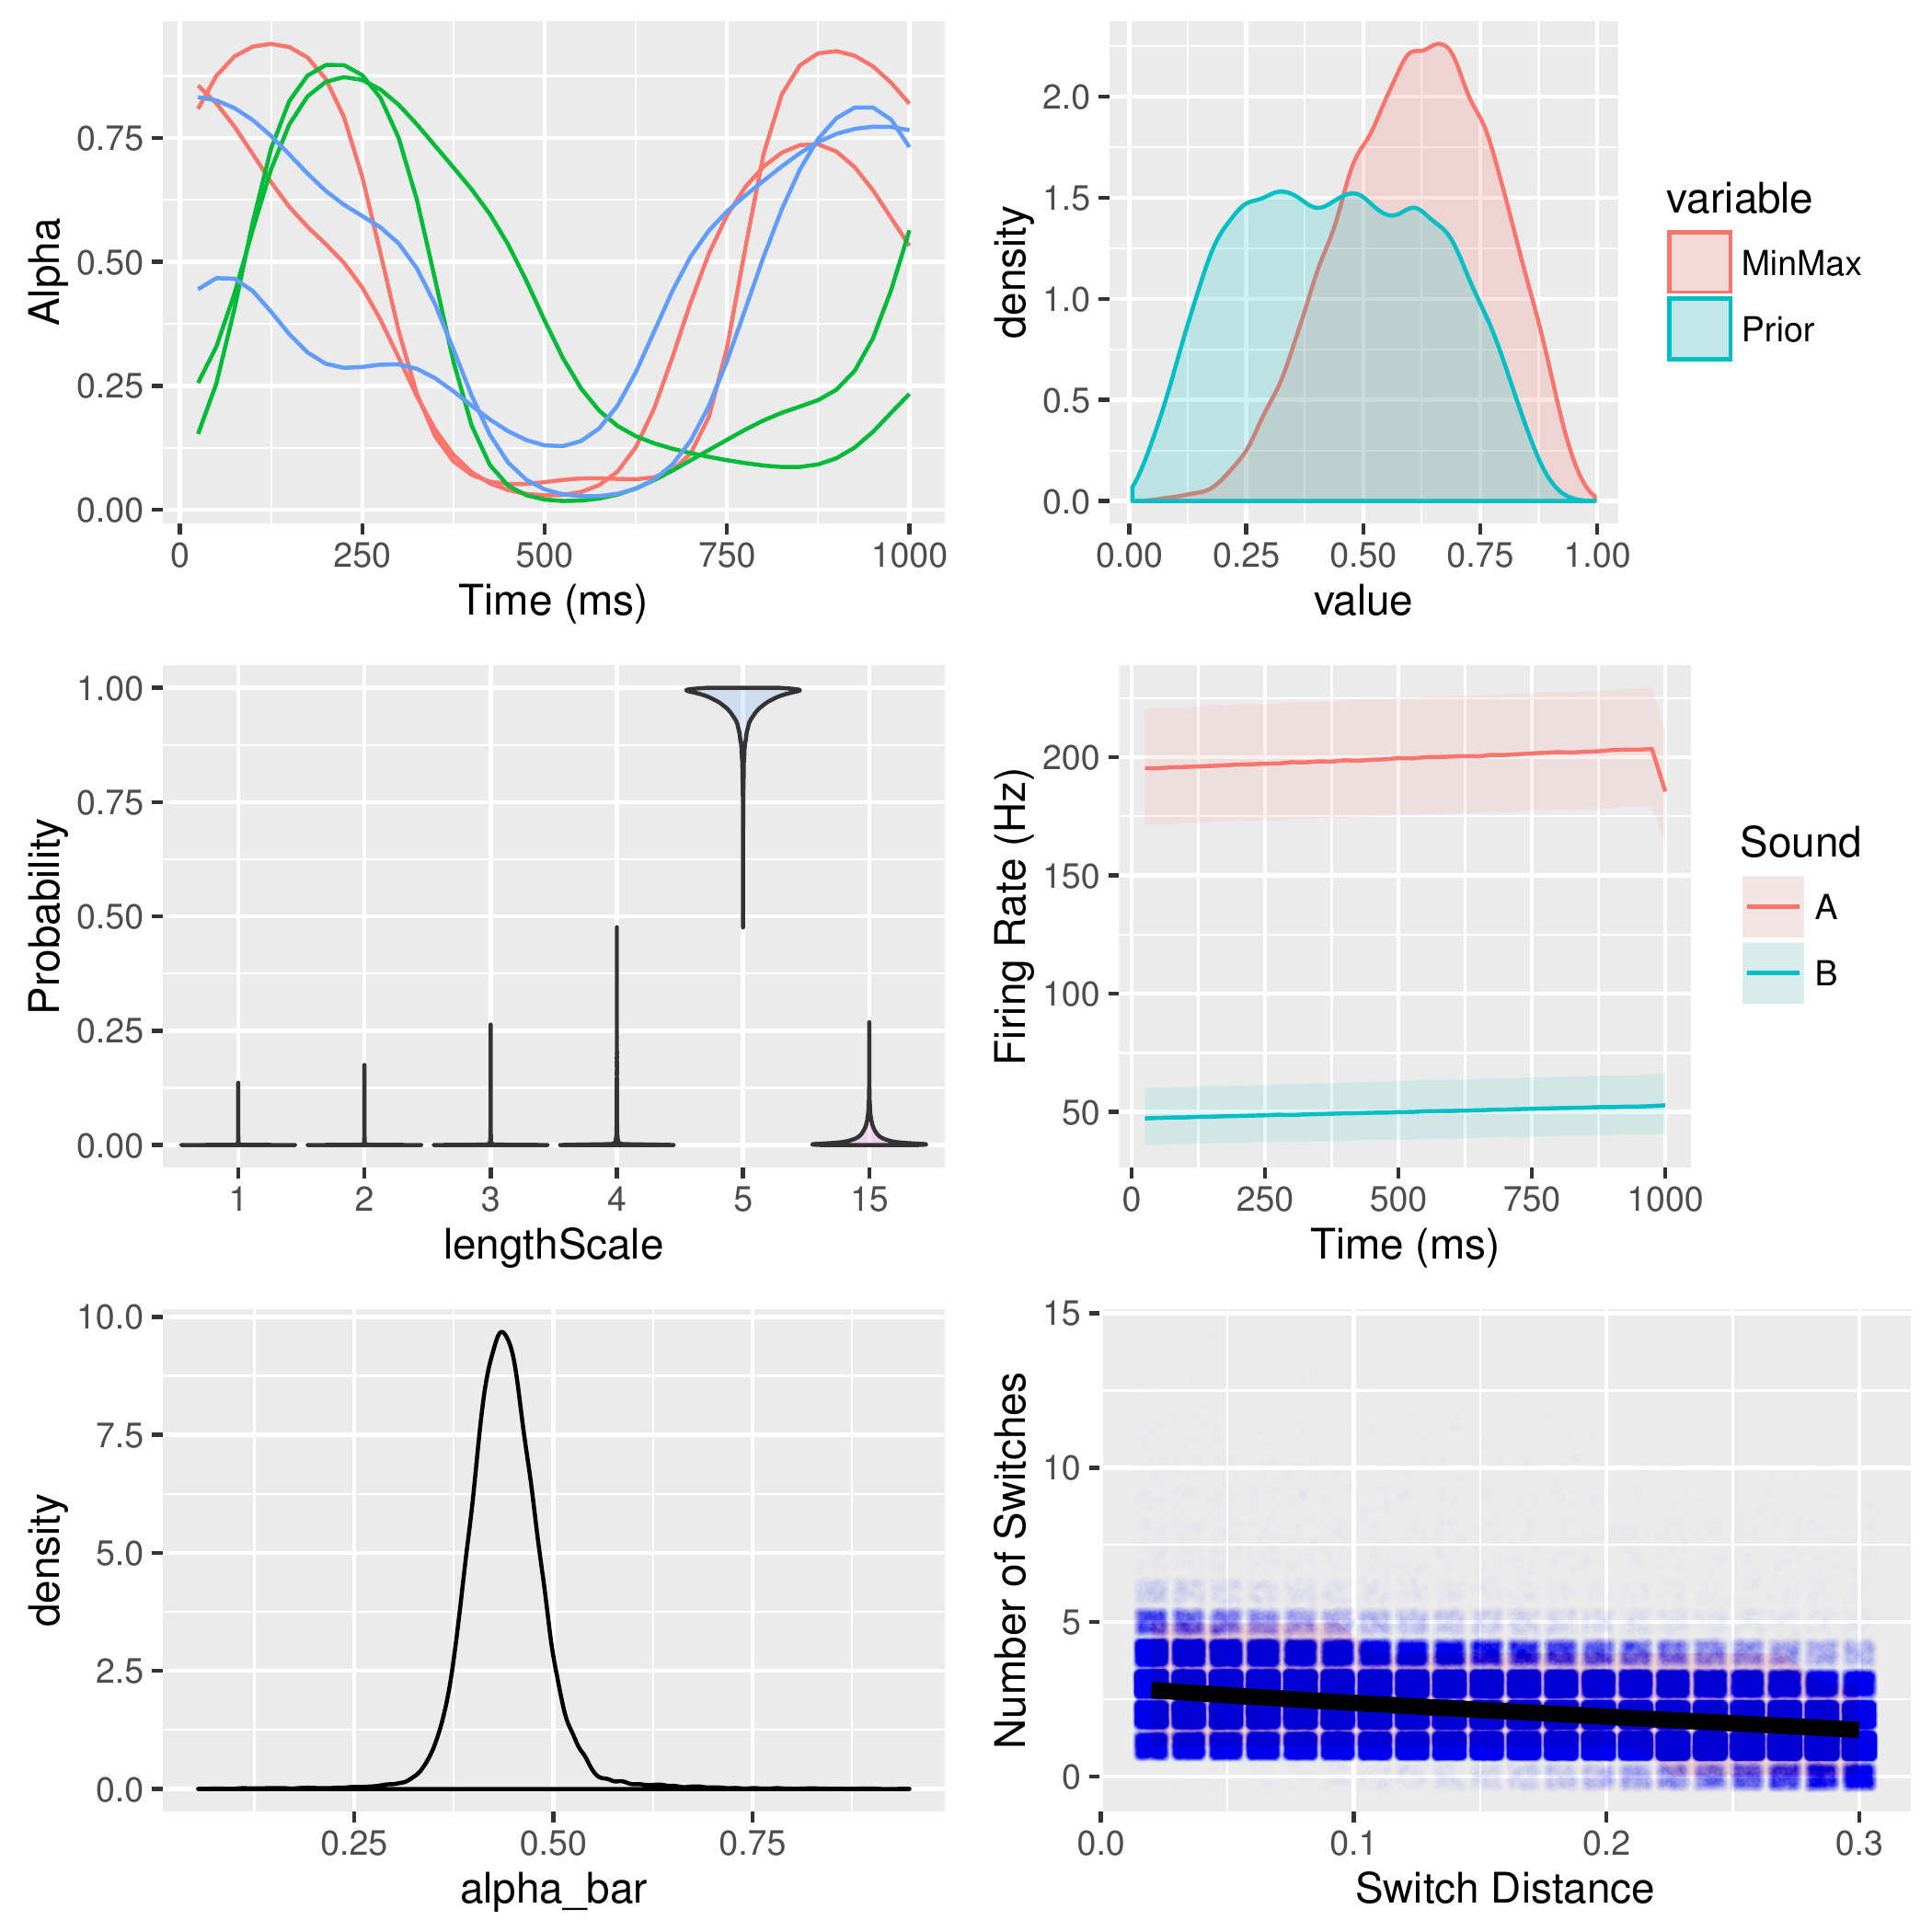 Alpha
0.75
0.50
0.25
0.00
0 250 500 750 1000
Time (ms)
density
2.0
1.5
1.0
0.5
0.0
0.00 0.25 0.50 0.75 1.00
value
variable
MinMax
Prior
Probability
1.00
0.75
0.50
0.25
0.00
1 2 3 4 5 15
lengthScale
Firing Rate (Hz)
200
150
100
50
0 250 500 750 1000
Time (ms)
Sound
A
B
density
10.0
7.5
5.0
2.5
0.0
0.25 0.50 0.75
alpha_bar
Number of Switches
15
10
5
0
0.0 0.1 0.2 0.3
Switch Distance